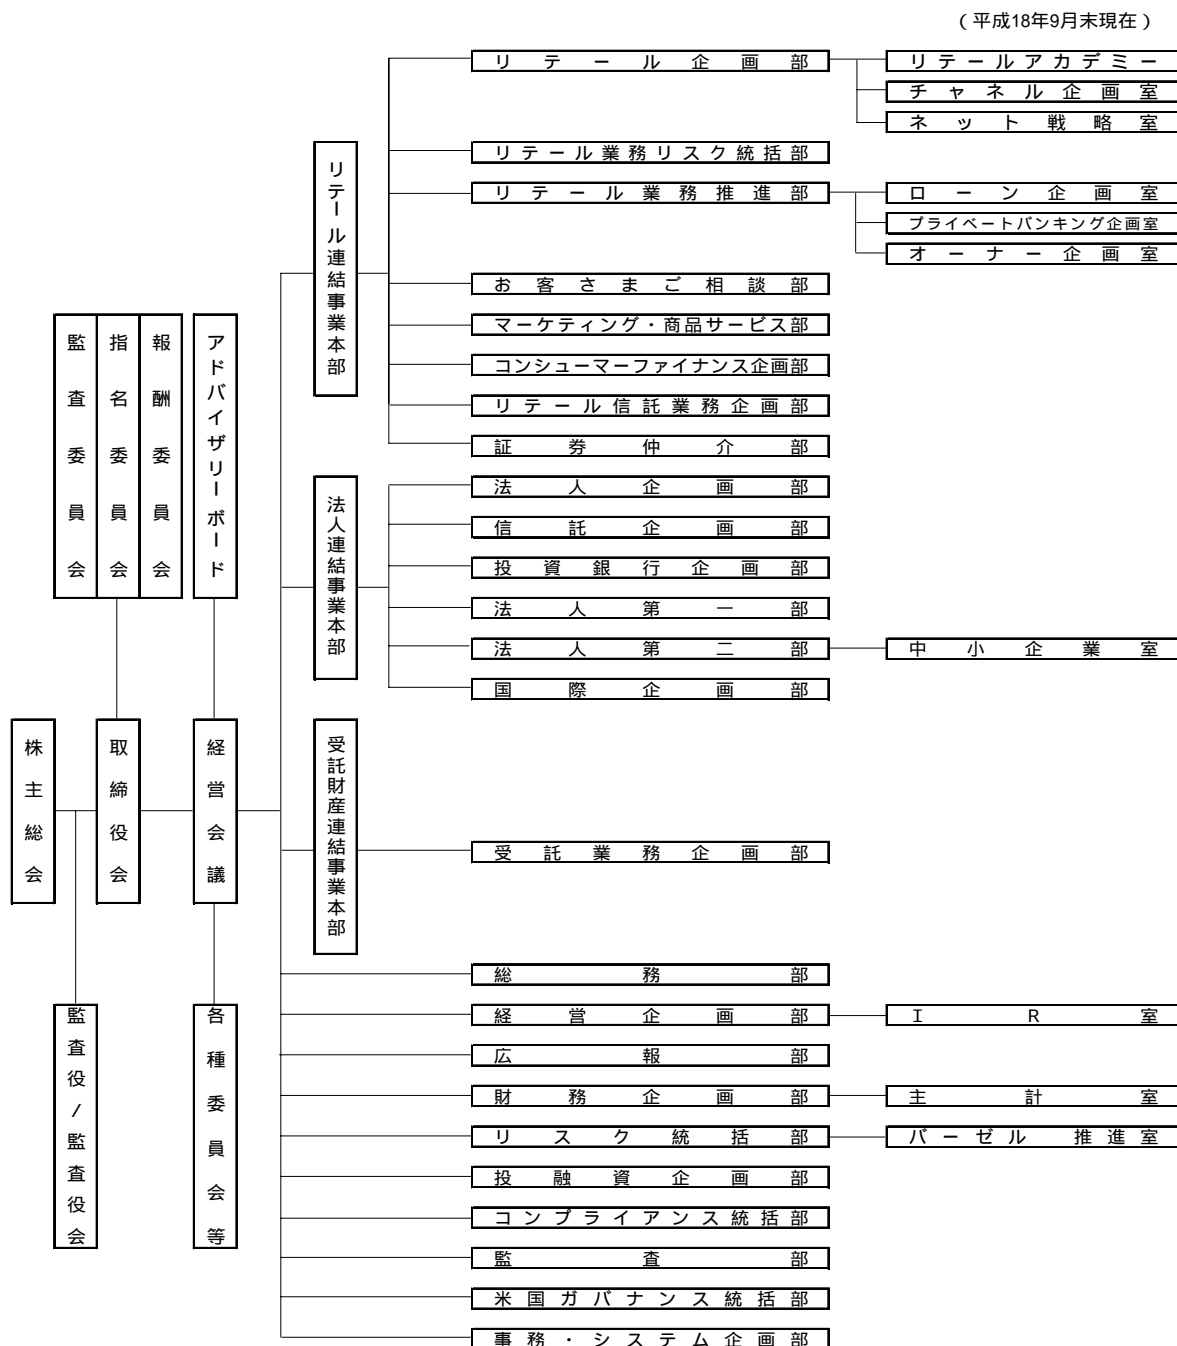 （平成18年9月末現在）
リテール企画部
リテールアカデミー
チャネル企画室
ネット戦略室
リテール業務リスク統括部
リテール業務推進部
ローン企画室
プライベートバンキング企画室
オーナー企画室
リテール連結事業本部
お客さまご相談部
マーケティング・商品サービス部
コンシューマーファイナンス企画部
リテール信託業務企画部
証券仲介部
監査委員会
指名委員会
報酬委員会
アドバイザリーボード
法人連結事業本部
法人企画部
信託企画部
投資銀行企画部
法人第一部
法人第二部
中小企業室
国際企画部
株主総会
取締役会
経営会議
受託財産連結事業本部
受託業務企画部
監査役/監査役会
各種委員会等
総務部
経営企画部
IR室
広報部
財務企画部
主計室
リスク統括部
バーゼル 推進室
投融資企画部
コンプライアンス統括部
監査部
米国ガバナンス統括部
事務・システム企画部